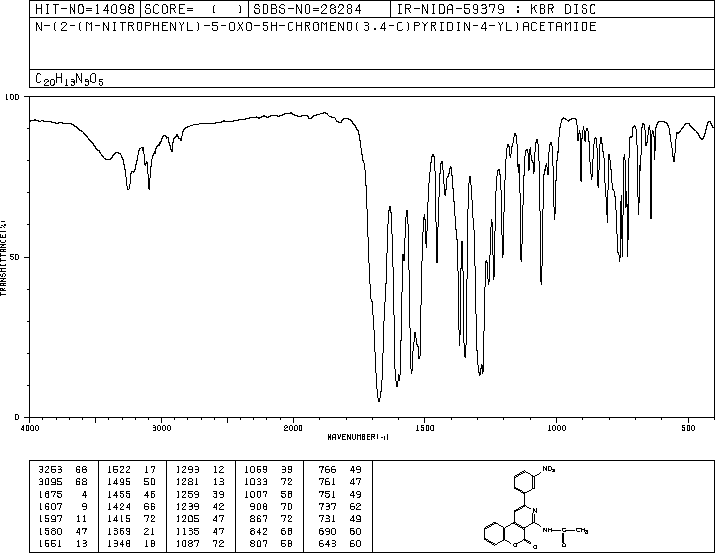 HIT-NO=14098 SCORE= ( ) SDBS-NO=28284 IR-NIDA-59379 : KBR DISC
N-(2-(M-NITROPHENYL)-5-OXO-5H-CHROMENO(3.4-C)PYRIDIN-4-YL)ACETAMIDE
C20H13N3O5
100
TRANSMITTANCE(%)
50
0
4000 3000 2000 1500 1000 500
WAVENUMBER(-1)
3253 68 1522 17 1293 12 1059 39 766 49
3095 68 1495 50 1281 13 1033 72 761 47
1675 4 1455 46 1259 39 1007 58 751 49
1607 9 1424 66 1239 42 908 70 737 62
1597 11 1415 72 1205 47 867 72 731 49
1580 47 1369 21 1135 47 842 68 690 60
1551 13 1348 18 1087 72 807 58 643 60
NO2
N
NH C CH3
O
O O